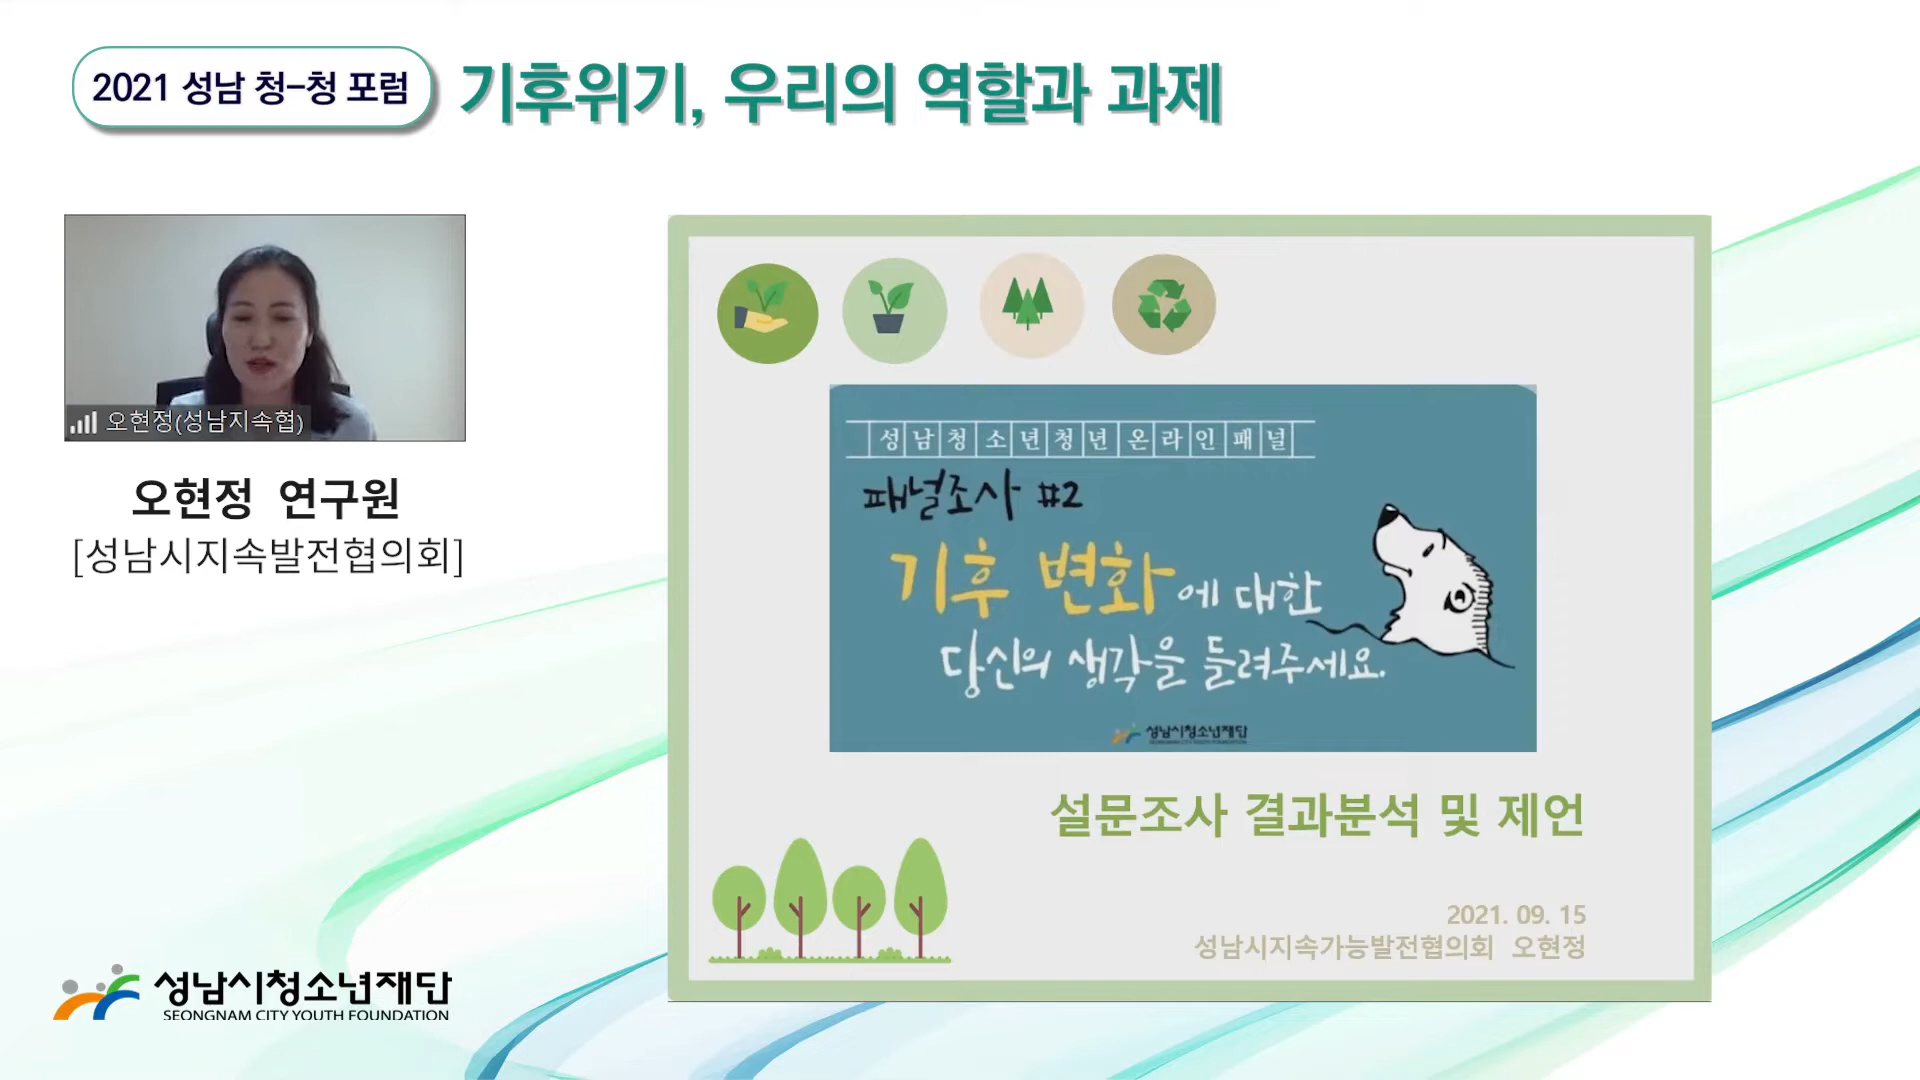 2021 성남 청-청 포럼
기후위기, 우리의 역할과 과제
오현정(성남지속협)
오현정 연구원
[성남시지속발전협의회]
성남청소년청년온라인패널
패널조사 #2
기후 변화에 대한
당신의 생각을 들려주세요.
성남시청소년재단
SEONGNAM CITY YOUTH FOUNDATION
설문조사 결과분석 및 제언
2021. 09. 15
성남시지속가능발전협의회 오현정
성남시청소년재단
SEONGNAM CITY YOUTH FOUNDATION